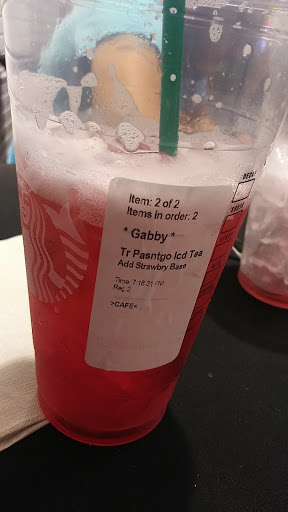 Item: 2 of 2
Items in order: 2
* Gabby *
Tr Pasntgo Icd Tea
Add Strawbry Base
Time: 7:18:31 PM
Reg: 2
>CAFE<